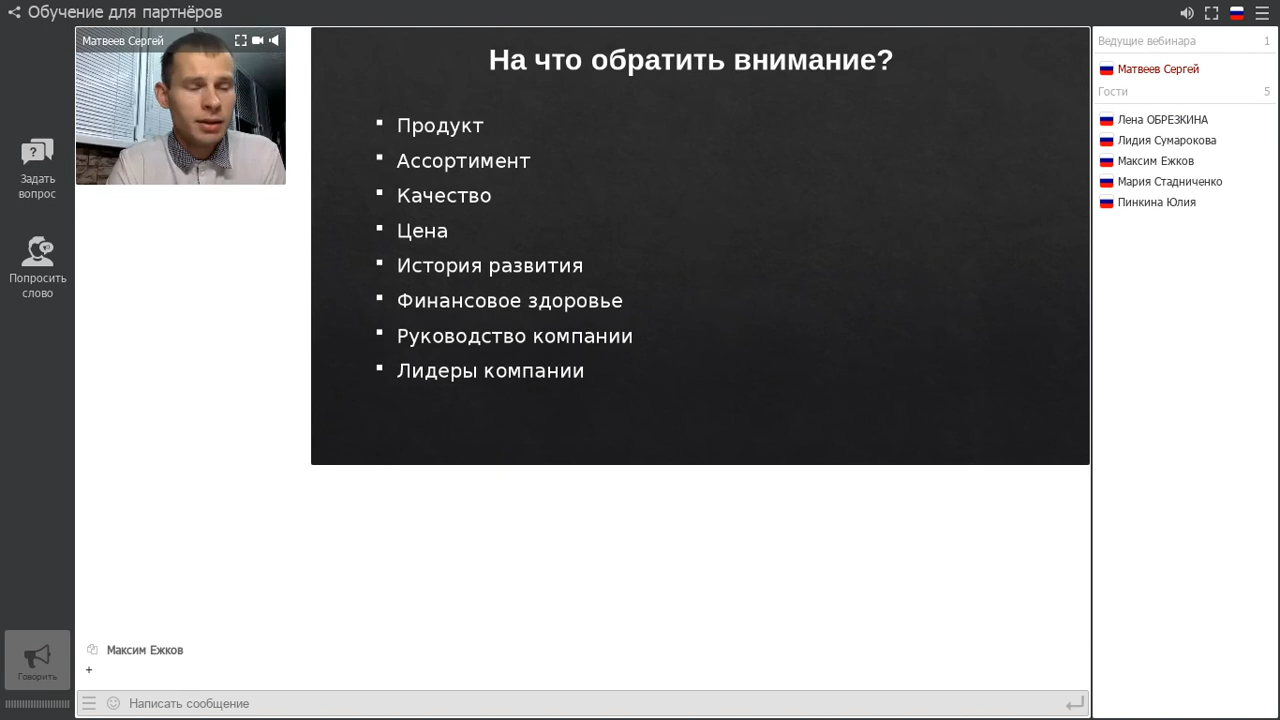 Обучение для партнёров
Матвеев Сергей
На что обратить внимание?
Продукт
Ассортимент
Качество
Цена
История развития
Финансовое здоровье
Руководство компании
Лидеры компании
Ведущие вебинара 1
Матвеев Сергей
Гости 5
Лена ОБРЕЗКИНА
Лидия Сумарокова
Максим Ежков
Мария Стадниченко
Пинкина Юлия
Задать
вопрос
Попросить
слово
Говорить
Максим Ежков
+
Написать сообщение